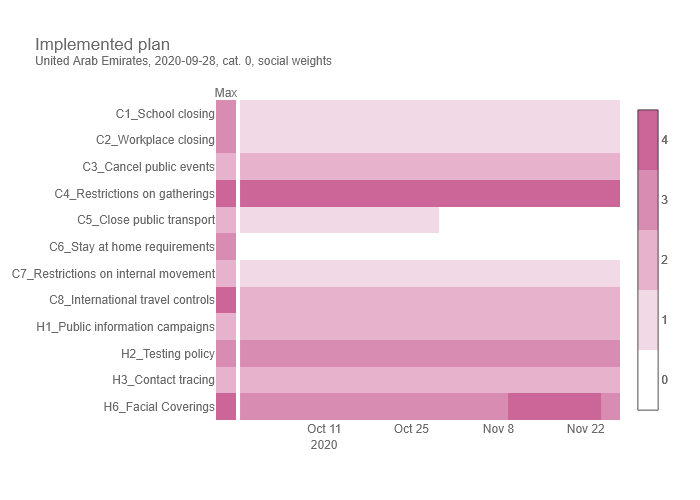 Implemented plan
United Arab Emirates, 2020-09-28, cat. 0, social weights
Max
C1_School closing
C2_Workplace closing
C3_Cancel public events
C4_Restrictions on gatherings
C5_Close public transport
C6_Stay at home requirements
C7_Restrictions on internal movement
C8_International travel controls
H1_Public information campaigns
H2_Testing policy
H3_Contact tracing
H6_Facial Coverings
Oct 11 Oct 25 Nov 8 Nov 22
2020
4
3
2
1
0